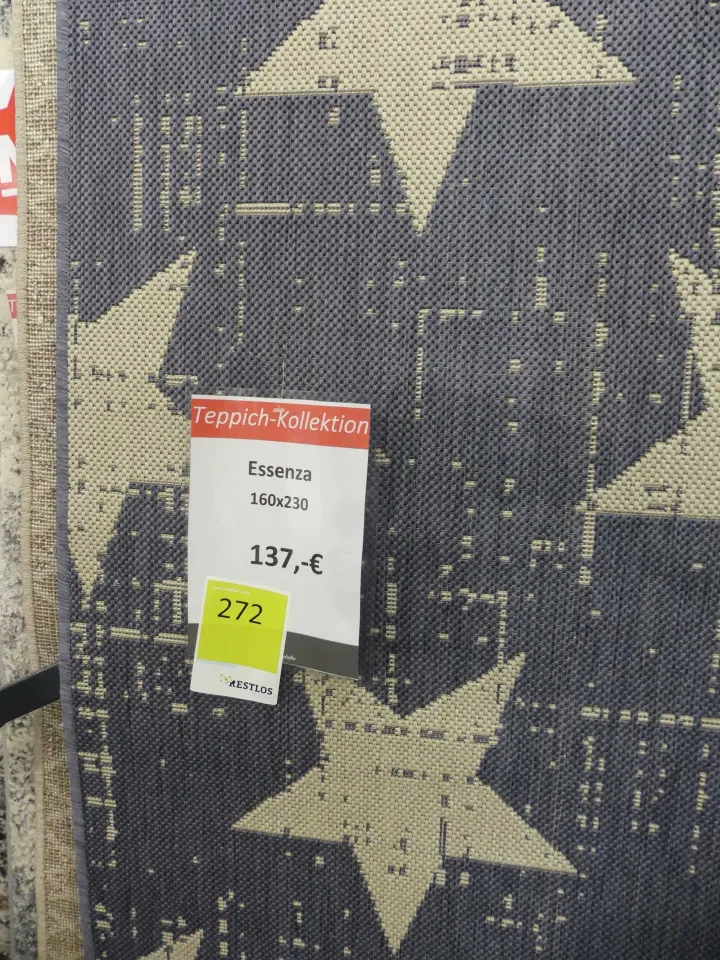 Teppich-Kollektion
Essenza
160x230
137,-€
272
RESTLOS